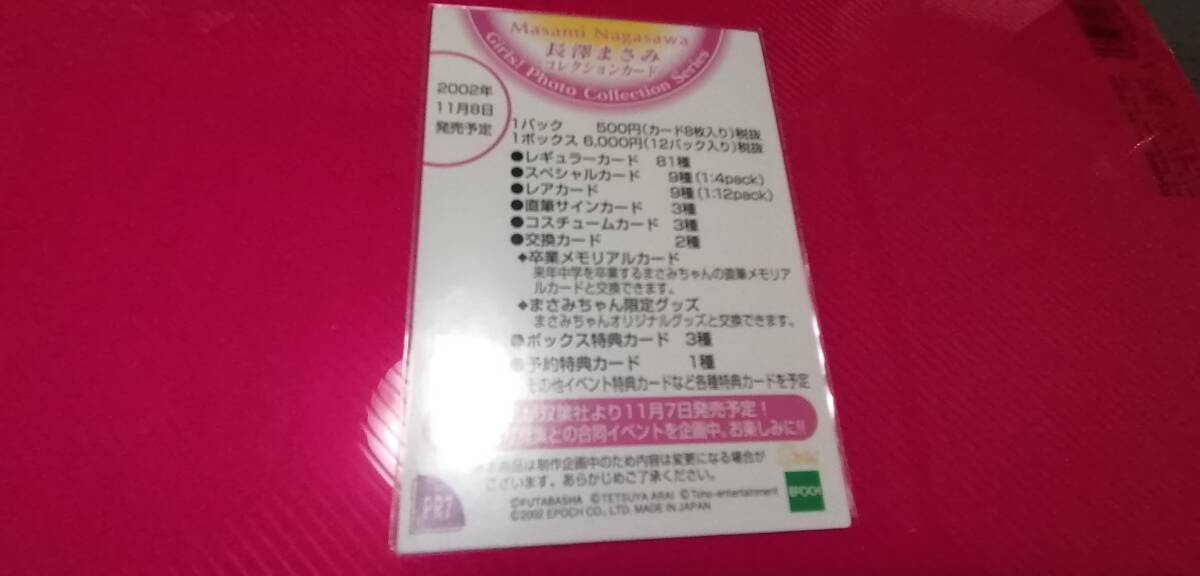 Masami Nagasawa
長澤まさみ
コレクションカード
Girls! Photo Collection Series
2002年
11月8日
発売予定
1パック 500円(カード8枚入り)税抜
1ボックス 6,000円(12パック入り)税抜
●レギュラーカード 81種
●スペシャルカード 9種(1:4pack)
●レアカード 9種(1:12pack)
●直筆サインカード 3種
●コスチュームカード 3種
●交換カード 2種
◆卒業メモリアルカード
来年中学を卒業するまさみちゃんの直筆メモリア
ルカードと交換できます。
◆まさみちゃん限定グッズ
まさみちゃんオリジナルグッズと交換できます。
●ボックス特典カード 3種
●予約特典カード 1種
その他イベント特典カードなど各種特典カードを予定
双葉社より11月7日発売予定!
との合同イベントを企画中。お楽しみに!!
商品は制作企画中のため内容は変更になる場合が
ございます。あらかじめご了承ください。
PR7
©FUTABASHA ©TETSUYA ARAI ©Toho-entertainment
©2002 EPOCH CO., LTD. MADE IN JAPAN
EPOCH